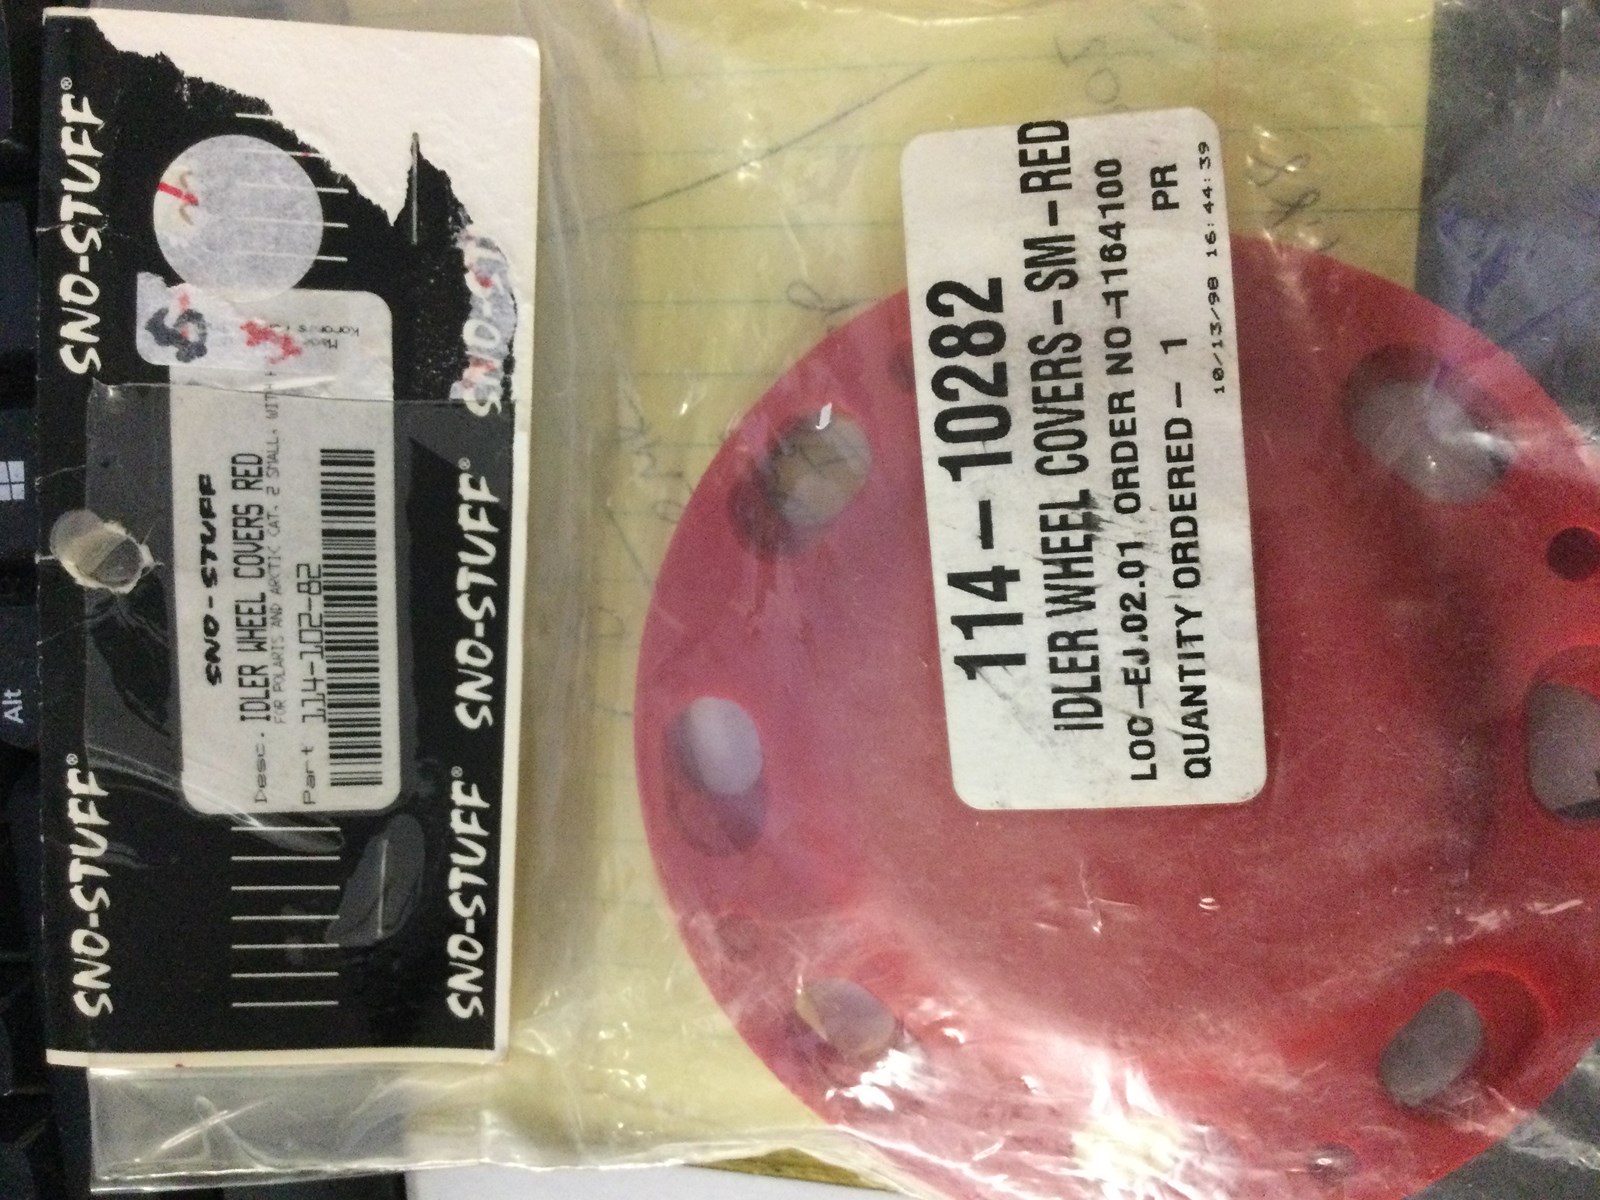 SNO-STUFF®
SNO-STUFF®
SNO-STUFF
Desc. IDLER WHEEL COVERS RED
FOR POLARIS AND ARCTIC CAT. 2 SMALL. WITH
Part 114-102-82
SNO-ST
SNO-STUFF®
SNO-STUFF®
114-10282
IDLER WHEEL COVERS-SM-RED
LOC-EJ.02.01 ORDER NO-1164100
QUANTITY ORDERED- 1 PR
10/13/98 16:44:39
Alt